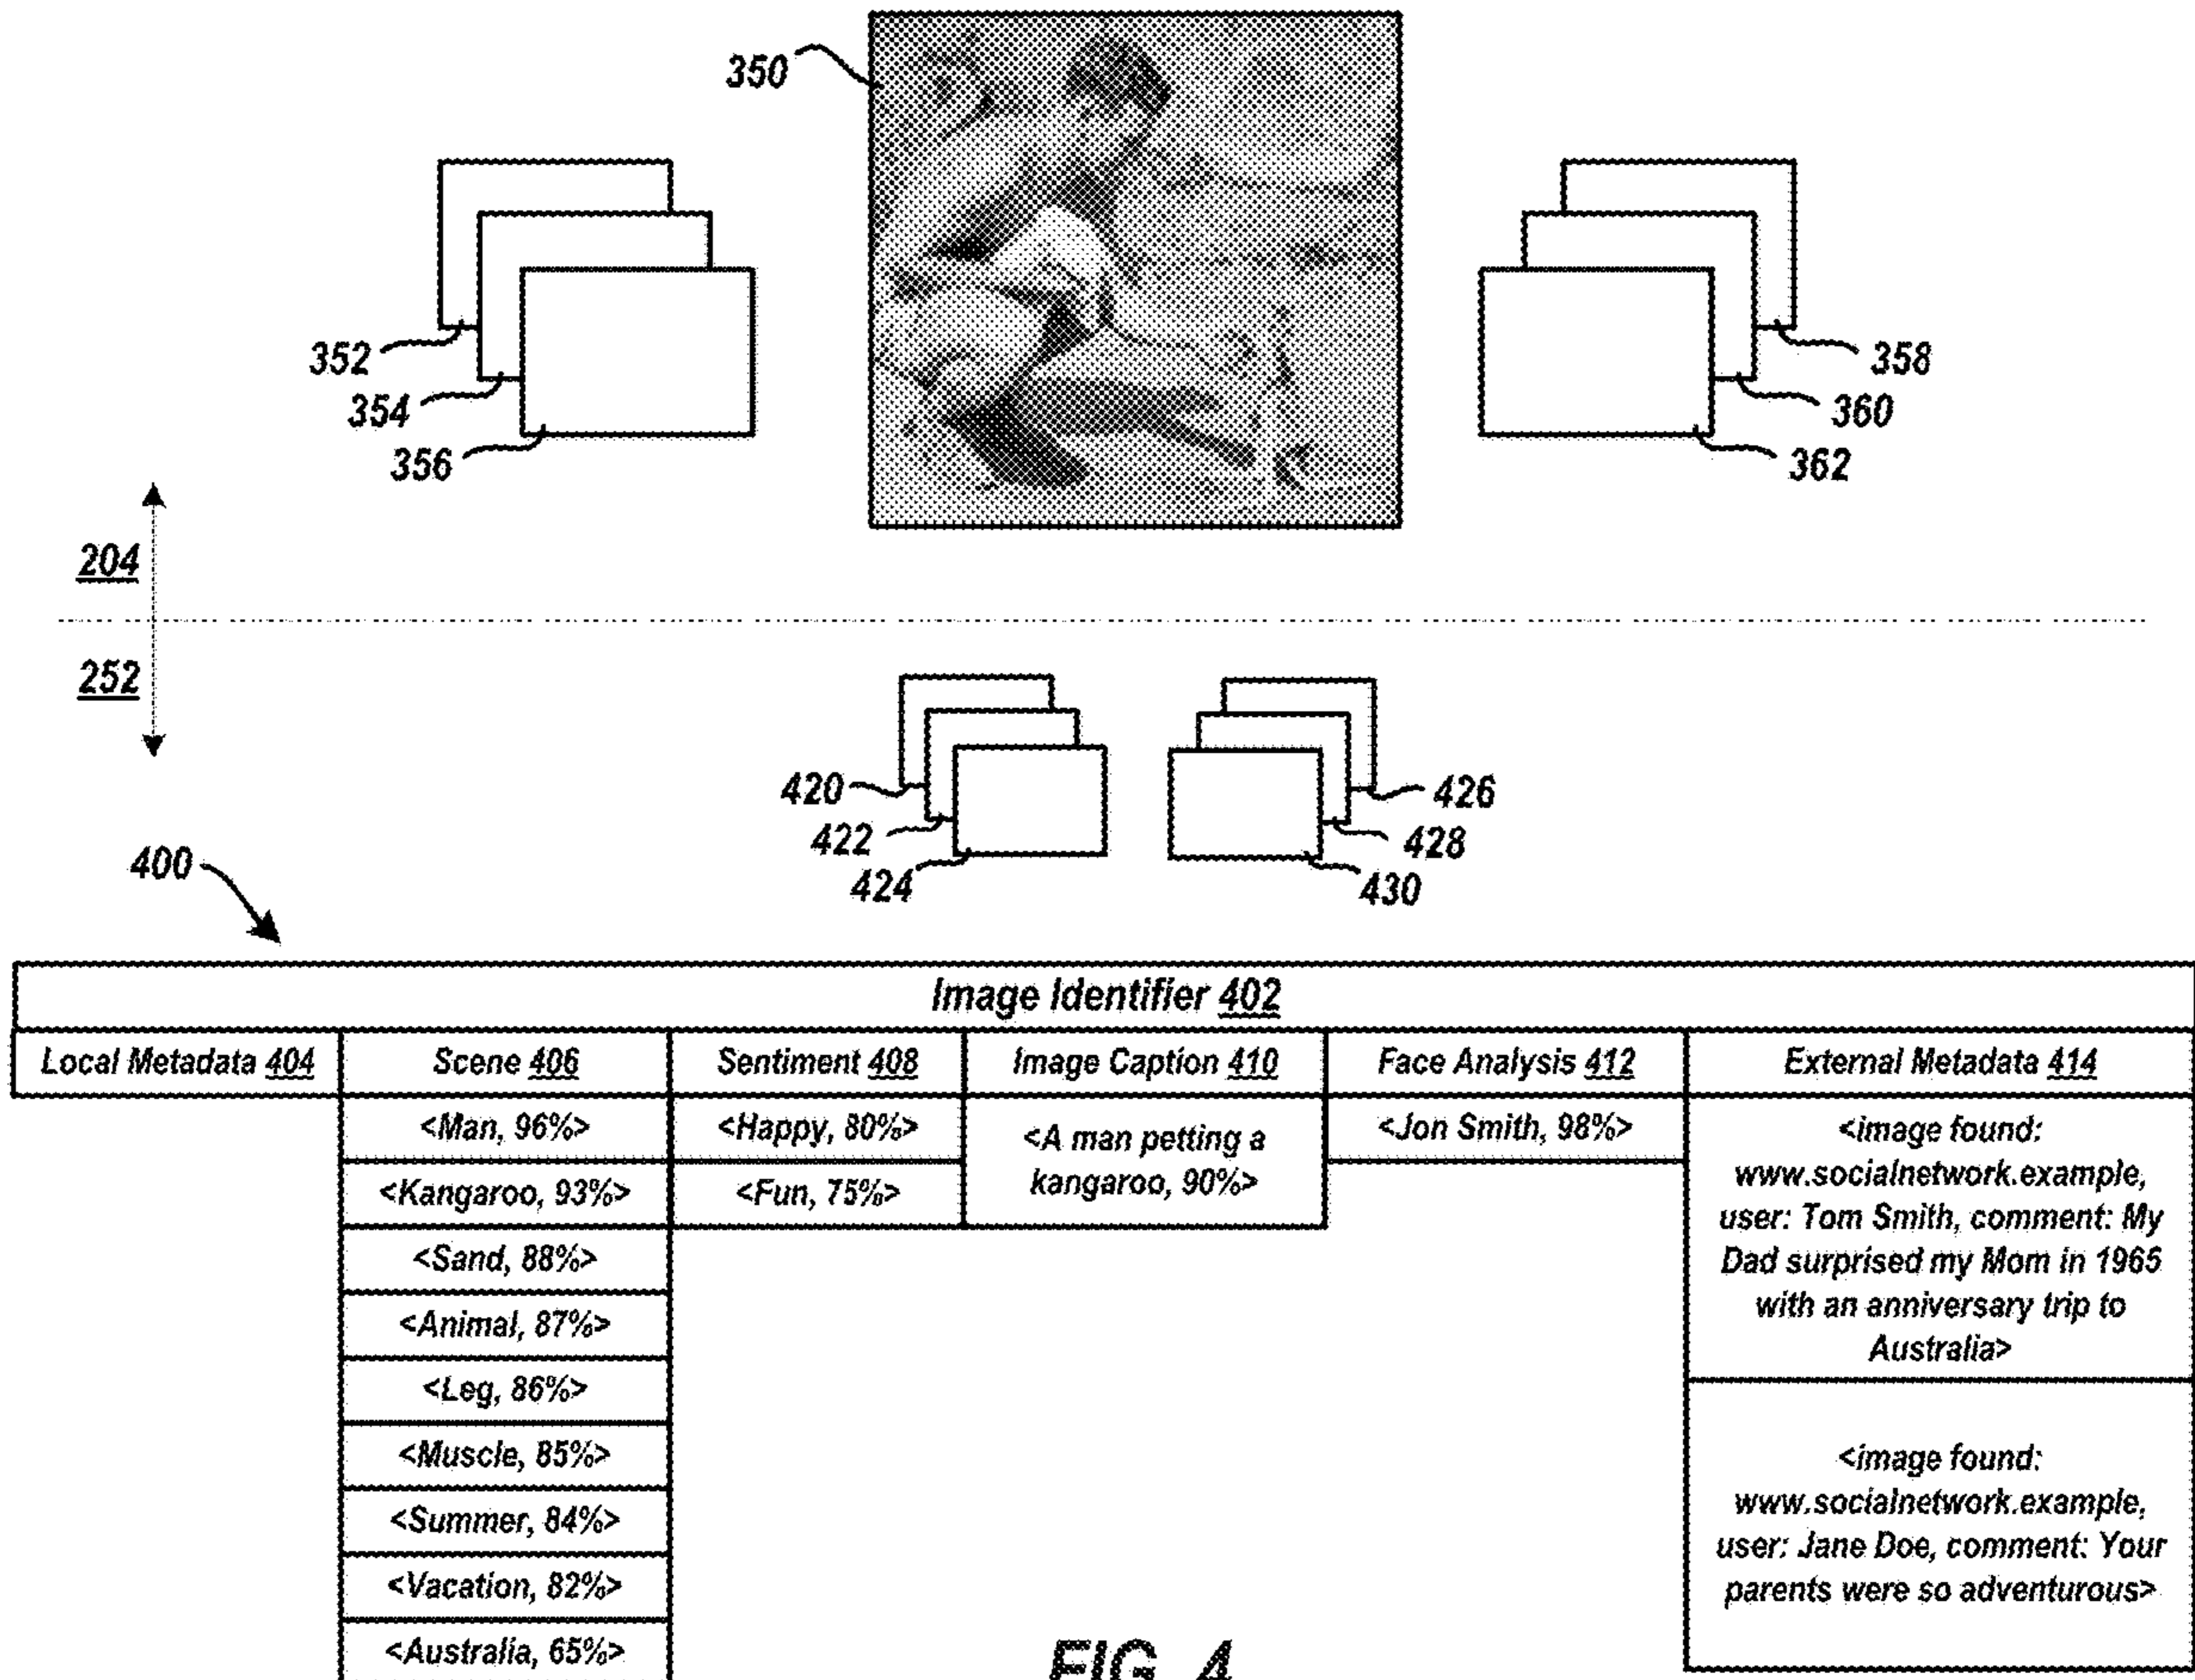 350
352
354
356
358
360
362
204
252
420
422
424
426
428
430
400
Image Identifier 402
Local Metadata 404
Scene 406
Sentiment 408
Image Caption 410
Face Analysis 412
External Metadata 414
<Man, 96%>
<Kangaroo, 93%>
<Sand, 88%>
<Animal, 87%>
<Leg, 86%>
<Muscle, 85%>
<Summer, 84%>
<Vacation, 82%>
<Australia, 65%>
<Happy, 80%>
<Fun, 75%>
<A man petting a
kangaroo, 90%>
<Jon Smith, 98%>
<image found:
www.socialnetwork.example,
user: Tom Smith, comment: My
Dad surprised my Mom in 1965
with an anniversary trip to
Australia>
<image found:
www.socialnetwork.example,
user: Jane Doe, comment: Your
parents were so adventurous>
FIG. 4